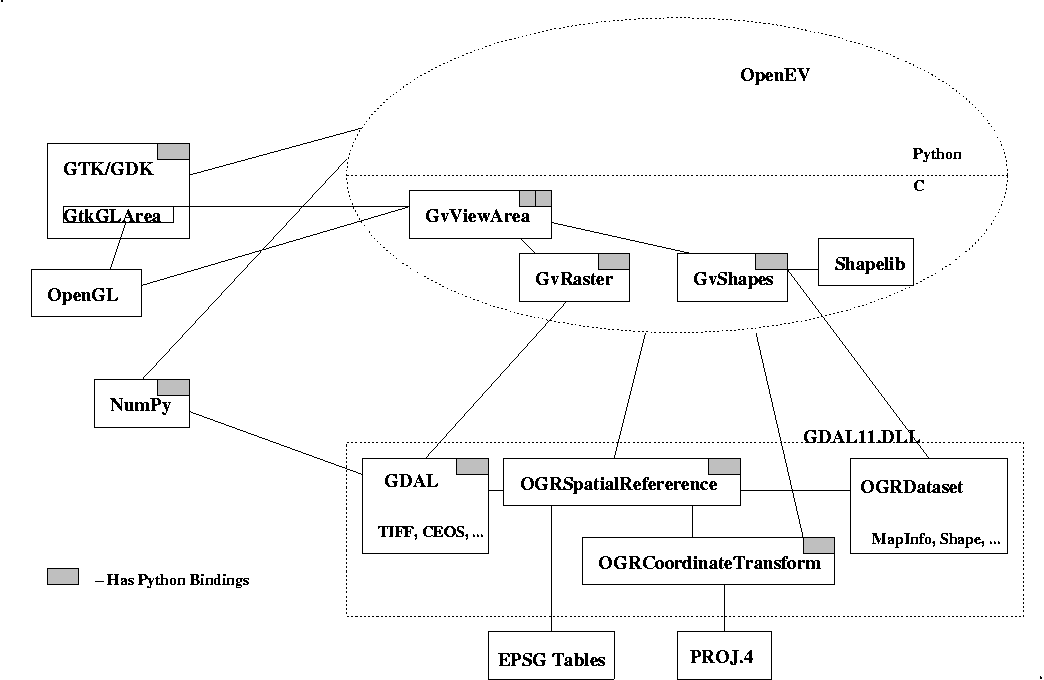 OpenEV
Python
C
GTK/GDK
GtkGLArea
GvViewArea
OpenGL
GvRaster
GvShapes
Shapelib
NumPy
GDAL11.DLL
GDAL
TIFF, CEOS, ...
OGRSpatialRefererence
OGRDataset
MapInfo, Shape, ...
OGRCoordinateTransform
– Has Python Bindings
EPSG Tables
PROJ.4